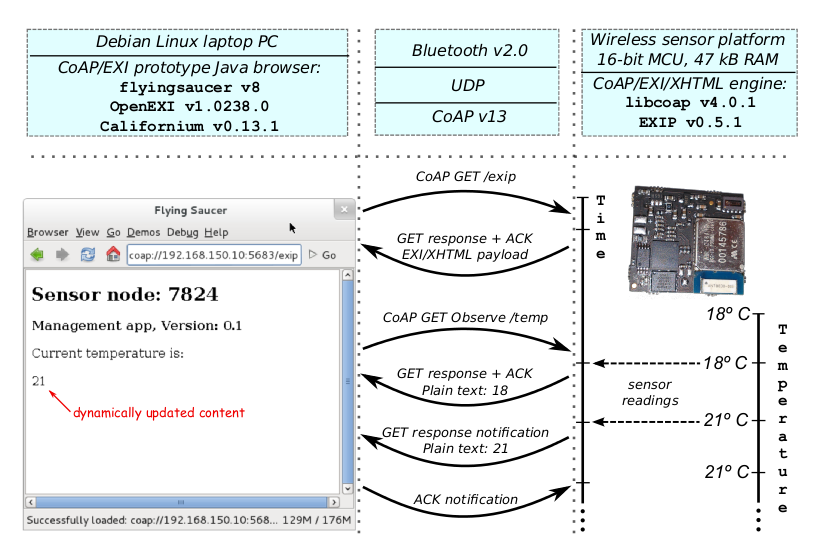 Debian Linux laptop PC
CoAP/EXI prototype Java browser:
flyingsaucer v8
OpenEXI v1.0238.0
Californium v0.13.1
Bluetooth v2.0
UDP
CoAP v13
Wireless sensor platform
16-bit MCU, 47 kB RAM
CoAP/EXI/XHTML engine:
libcoap v4.0.1
EXIP v0.5.1
Flying Saucer
Browser View Go Demos Debug Help
coap://192.168.150.10:5683/exip
Go
Sensor node: 7824
Management app, Version: 0.1
Current temperature is:
21
dynamically updated content
Successfully loaded: coap://192.168.150.10:568... 129M / 176M
CoAP GET /exip
GET response + ACK
EXI/XHTML payload
CoAP GET Observe /temp
GET response + ACK
Plain text: 18
GET response notification
Plain text: 21
ACK notification
Time
00145786
sensor
readings
18º C
18º C
21º C
21º C
Temperature